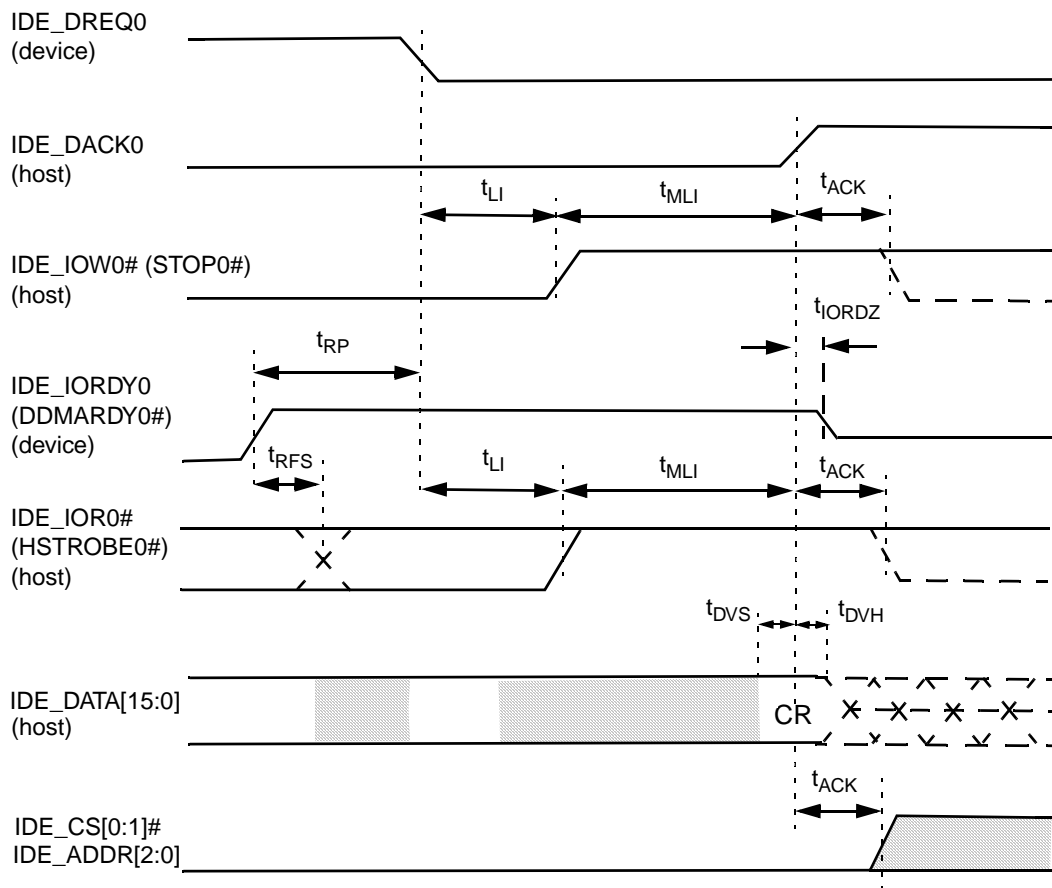 IDE_DREQ0
(device)
IDE_DACK0
(host)
tLI
tMLI
tACK
IDE_IOW0# (STOP0#)
(host)
tIORDZ
tRP
IDE_IORDY0
(DDMARDY0#)
(device)
tRFS
tLI
tMLI
tACK
IDE_IOR0#
(HSTROBE0#)
(host)
tDVS
tDVH
IDE_DATA[15:0]
(host)
CR
tACK
IDE_CS[0:1]#
IDE_ADDR[2:0]